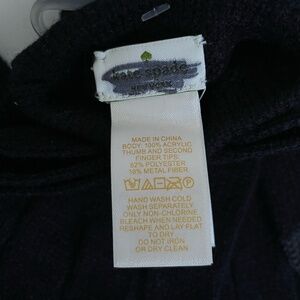 kate spade
NEW YORK
MADE IN CHINA
BODY: 100% ACRYLIC
THUMB AND SECOND
FINGER TIPS:
82% POLYESTER
18% METAL FIBER
HAND WASH COLD
WASH SEPARATELY
ONLY NON-CHLORINE
BLEACH WHEN NEEDED
RESHAPE AND LAY FLAT
TO DRY
DO NOT IRON
OR DRY CLEAN